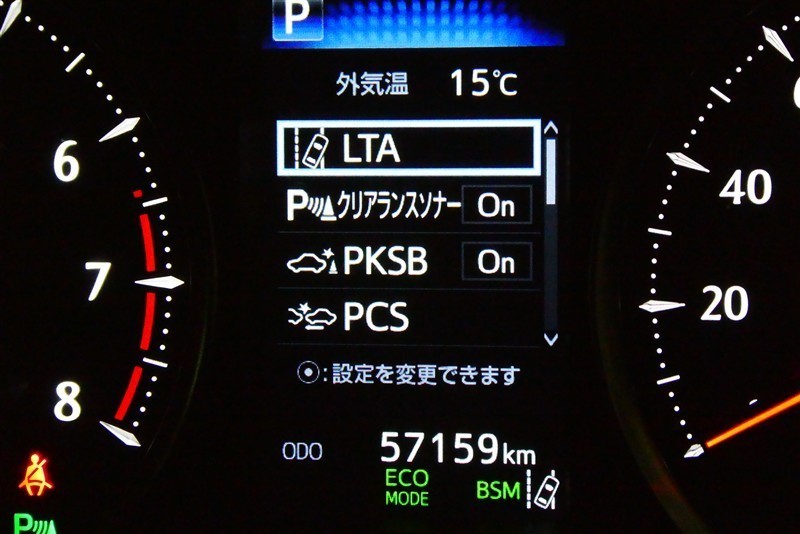 P
外気温 15℃
LTA
Pクリアランスソナー On
PKSB On
PCS
:設定を変更できます
ODO 57159km
ECO
MODE
BSM
6
7
8
40
20
P